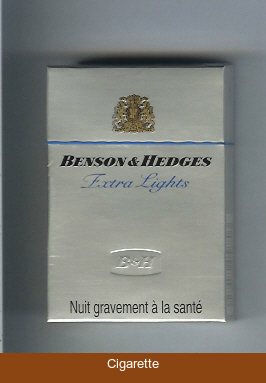 BENSON & HEDGES
Extra Lights
B&H
Nuit gravement à la santé
Cigarette